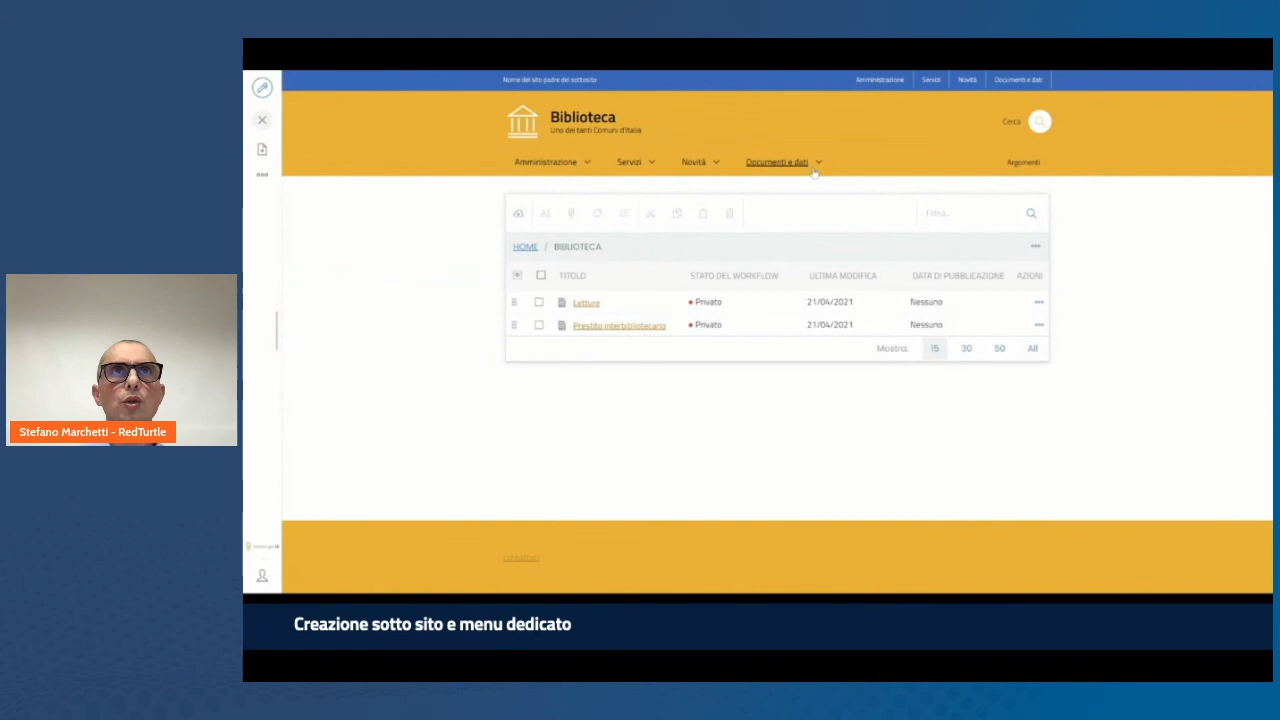 Nome del sito padre del sottosito
Amministrazione
Servizi
Novità
Documenti e dati
Biblioteca
Uno dei tanti Comuni d'Italia
Cerca
Amministrazione
Servizi
Novità
Documenti e dati
Argomenti
Filtra...
HOME / BIBLIOTECA
TITOLO STATO DEL WORKFLOW ULTIMA MODIFICA DATA DI PUBBLICAZIONE AZIONI
Letture Privato 21/04/2021 Nessuno
Prestito interbibliotecario Privato 21/04/2021 Nessuno
Mostra: 15 30 50 All
Stefano Marchetti - RedTurtle
contattaci
Creazione sotto sito e menu dedicato